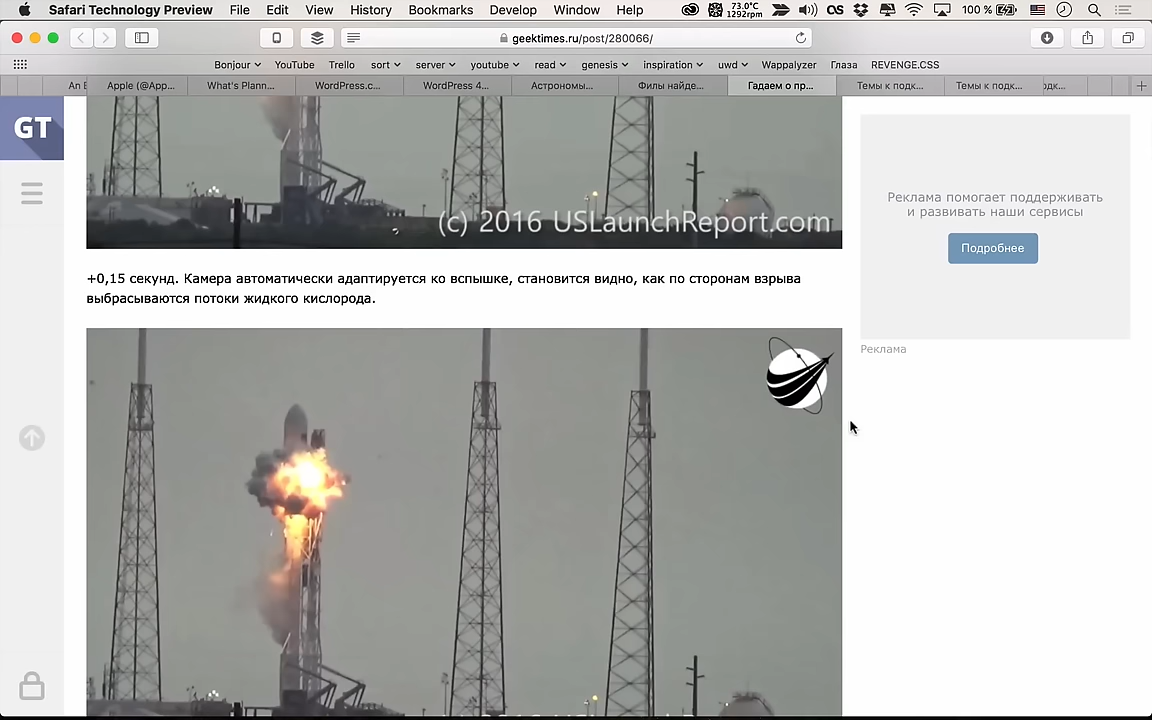 Safari Technology Preview File Edit View History Bookmarks Develop Window Help 73.0°C 1292rpm 100 %
geektimes.ru/post/280066/
Bonjour YouTube Trello sort server youtube read genesis inspiration uwd Wappalyzer Глаза REVENGE.CSS
An E Apple (@App... What's Plann... WordPress.c... WordPress 4... Астрономы... Филы найде... Гадаем о пр... Темы к подк... Темы к подк... одк...
GT
(c) 2016 USLaunchReport.com
Реклама помогает поддерживать
и развивать наши сервисы
Подробнее
+0,15 секунд. Камера автоматически адаптируется ко вспышке, становится видно, как по сторонам взрыва
выбрасываются потоки жидкого кислорода.
Реклама